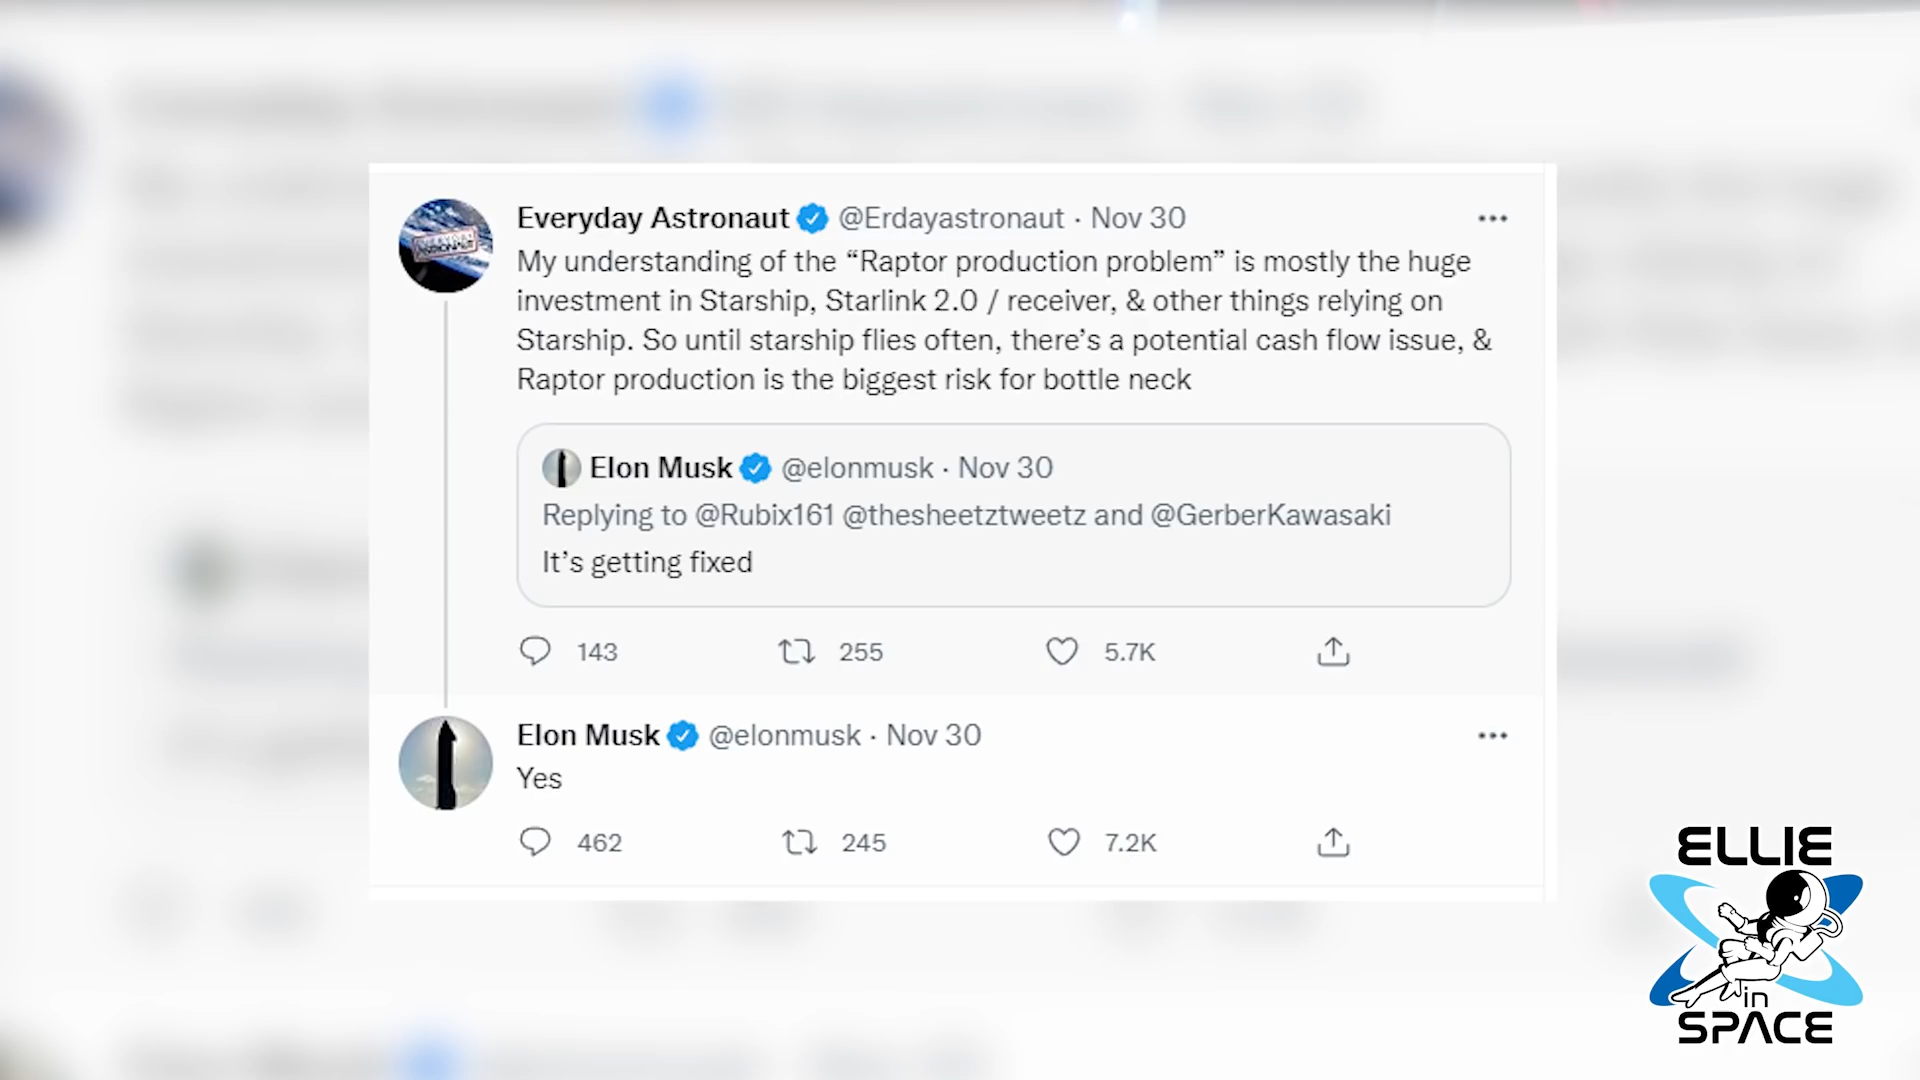 Everyday Astronaut @Erdayastronaut · Nov 30
My understanding of the “Raptor production problem” is mostly the huge
investment in Starship, Starlink 2.0 / receiver, & other things relying on
Starship. So until starship flies often, there’s a potential cash flow issue, &
Raptor production is the biggest risk for bottle neck
Elon Musk @elonmusk · Nov 30
Replying to @Rubix161 @thesheetztweetz and @GerberKawasaki
It’s getting fixed
143 255 5.7K
Elon Musk @elonmusk · Nov 30
Yes
462 245 7.2K
ELLIE
in
SPACE